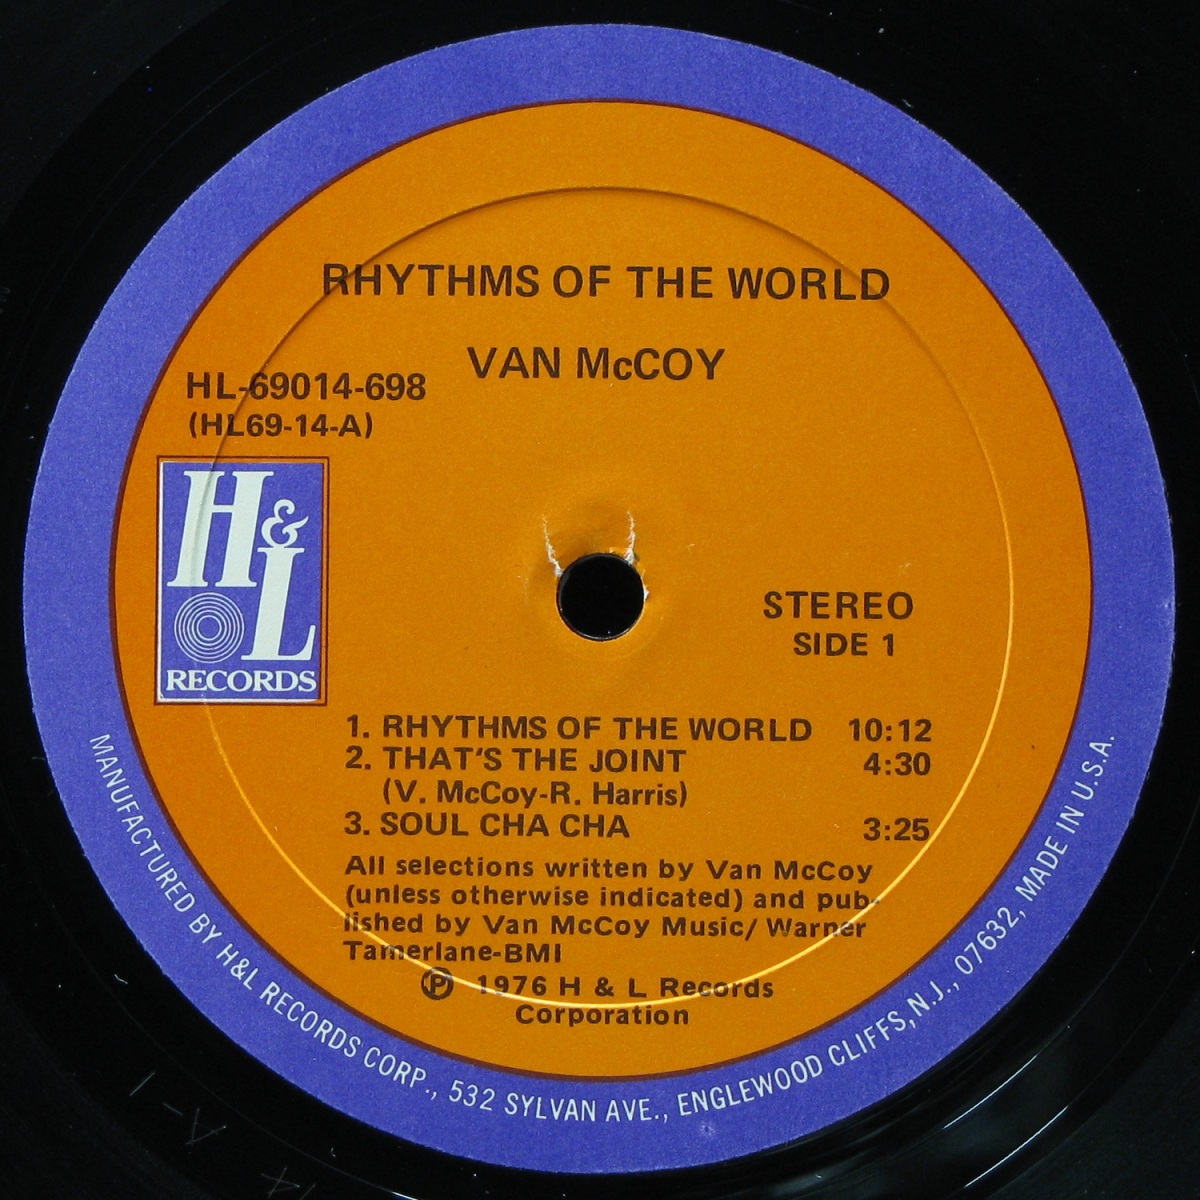 RHYTHMS OF THE WORLD
VAN McCOY
HL-69014-698
(HL69-14-A)
H&L
RECORDS
STEREO
SIDE 1
1. RHYTHMS OF THE WORLD 10:12
2. THAT'S THE JOINT 4:30
(V. McCoy-R. Harris)
3. SOUL CHA CHA 3:25
All selections written by Van McCoy
(unless otherwise indicated) and pub-
lished by Van McCoy Music/ Warner
Tamerlane-BMI
℗ 1976 H & L Records
Corporation
MANUFACTURED BY H&L RECORDS CORP., 532 SYLVAN AVE., ENGLEWOOD CLIFFS, N.J., 07632, MADE IN U.S.A.